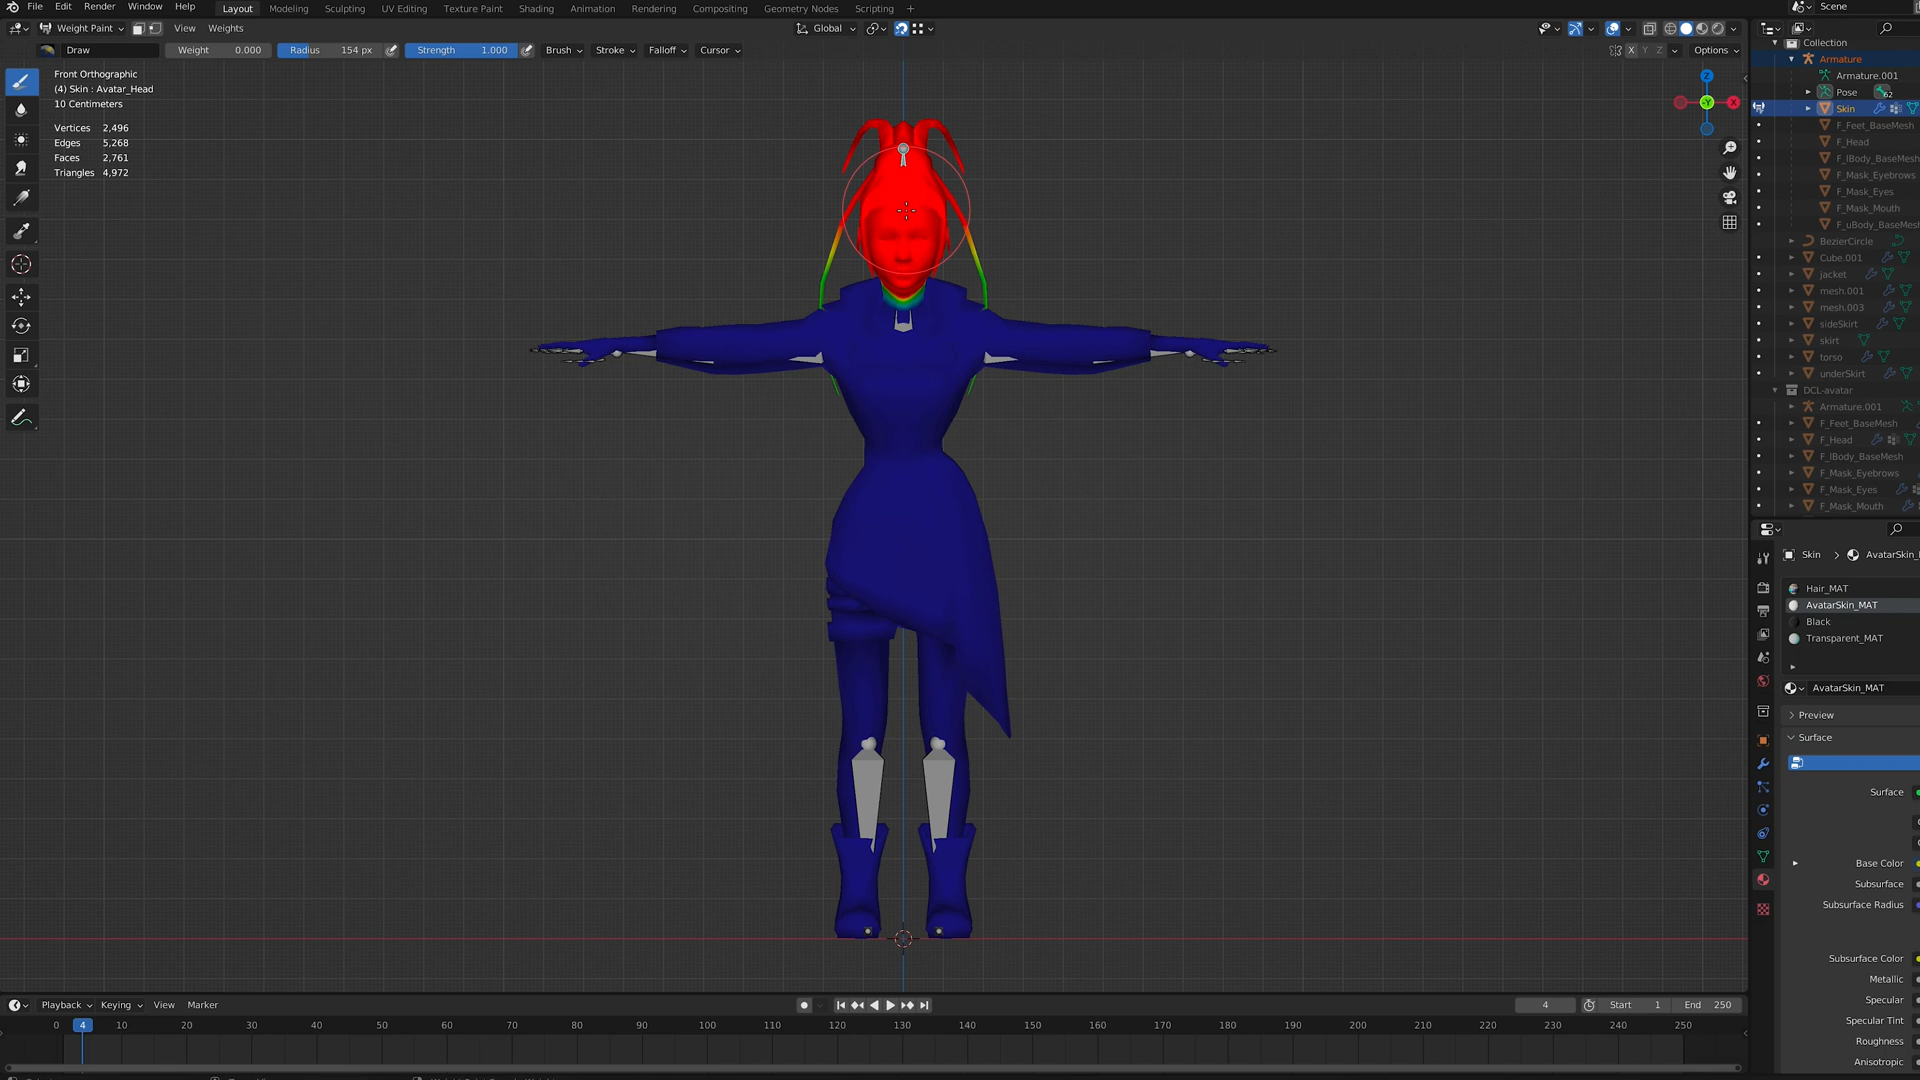 File Edit Render Window Help Layout Modeling Sculpting UV Editing Texture Paint Shading Animation Rendering Compositing Geometry Nodes Scripting + Scene
Weight Paint View Weights Global
Draw Weight 0.000 Radius 154 px Strength 1.000 Brush Stroke Falloff Cursor X Y Z Options
Front Orthographic
(4) Skin : Avatar_Head
10 Centimeters
Vertices 2,496
Edges 5,268
Faces 2,761
Triangles 4,972
Z
-Y X
Collection
Armature
Armature.001
Pose 62
Skin
F_Feet_BaseMesh
F_Head
F_lBody_BaseMesh
F_Mask_Eyebrows
F_Mask_Eyes
F_Mask_Mouth
F_uBody_BaseMesh
BezierCircle
Cube.001
jacket
mesh.001
mesh.003
sideSkirt
skirt
torso
underSkirt
DCL-avatar
Armature.001
F_Feet_BaseMesh
F_Head
F_lBody_BaseMesh
F_Mask_Eyebrows
F_Mask_Eyes
F_Mask_Mouth
Skin > AvatarSkin_
Hair_MAT
AvatarSkin_MAT
Black
Transparent_MAT
AvatarSkin_MAT
Preview
Surface
Surface
Base Color
Subsurface
Subsurface Radius
Subsurface Color
Metallic
Specular
Specular Tint
Roughness
Anisotropic
Playback Keying View Marker 4 Start 1 End 250
0 4 10 20 30 40 50 60 70 80 90 100 110 120 130 140 150 160 170 180 190 200 210 220 230 240 250